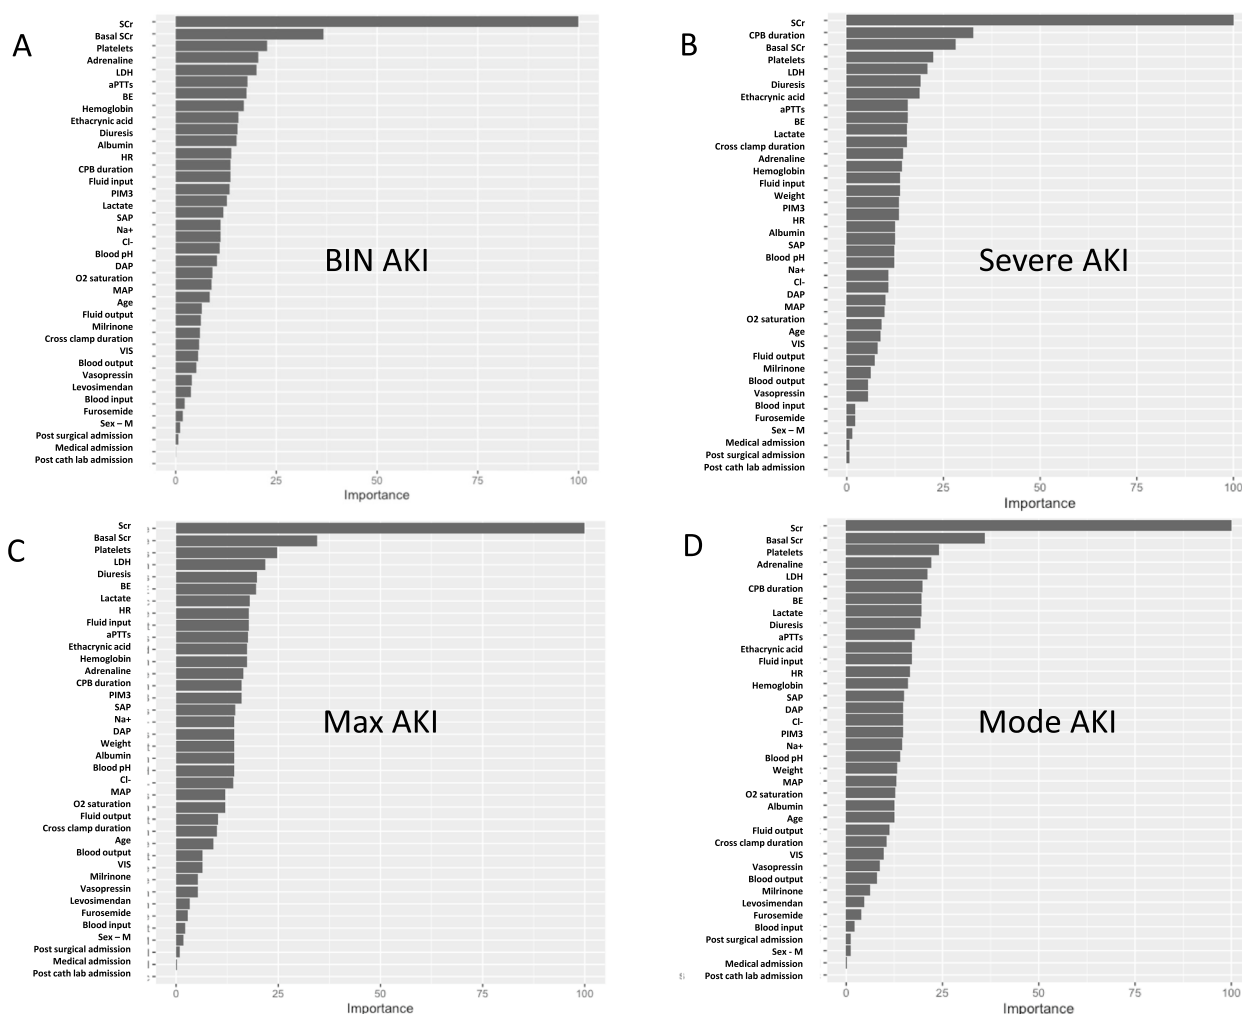 A
SCr
Basal SCr
Platelets
Adrenaline
LDH
aPTTs
BE
Hemoglobin
Ethacrynic acid
Diuresis
Albumin
HR
CPB duration
Fluid input
PIM3
Lactate
SAP
Na+
Cl-
Blood pH
DAP
O2 saturation
MAP
Age
Fluid output
Milrinone
Cross clamp duration
VIS
Blood output
Vasopressin
Levosimendan
Blood input
Furosemide
Sex – M
Post surgical admission
Medical admission
Post cath lab admission
BIN AKI
0 25 50 75 100
Importance
B
SCr
CPB duration
Basal SCr
Platelets
LDH
Diuresis
Ethacrynic acid
aPTTs
BE
Lactate
Cross clamp duration
Adrenaline
Hemoglobin
Fluid input
Weight
PIM3
HR
Albumin
SAP
Blood pH
Na+
Cl-
DAP
MAP
O2 saturation
Age
VIS
Fluid output
Milrinone
Blood output
Vasopressin
Blood input
Furosemide
Sex – M
Medical admission
Post surgical admission
Post cath lab admission
Severe AKI
0 25 50 75 100
Importance
C
Scr
Basal Scr
Platelets
LDH
Diuresis
BE
Lactate
HR
Fluid input
aPTTs
Ethacrynic acid
Hemoglobin
Adrenaline
CPB duration
PIM3
SAP
Na+
DAP
Weight
Albumin
Blood pH
Cl-
MAP
O2 saturation
Fluid output
Cross clamp duration
Age
Blood output
VIS
Milrinone
Vasopressin
Levosimendan
Furosemide
Blood input
Sex – M
Post surgical admission
Medical admission
Post cath lab admission
Max AKI
0 25 50 75 100
Importance
D
Scr
Basal Scr
Platelets
Adrenaline
LDH
CPB duration
BE
Lactate
Diuresis
aPTTs
Ethacrynic acid
Fluid input
HR
Hemoglobin
SAP
DAP
Cl-
PIM3
Na+
Blood pH
Weight
MAP
O2 saturation
Albumin
Age
Fluid output
Cross clamp duration
VIS
Vasopressin
Blood output
Milrinone
Levosimendan
Furosemide
Blood input
Post surgical admission
Sex - M
Medical admission
Post cath lab admission
Mode AKI
0 25 50 75 100
Importance